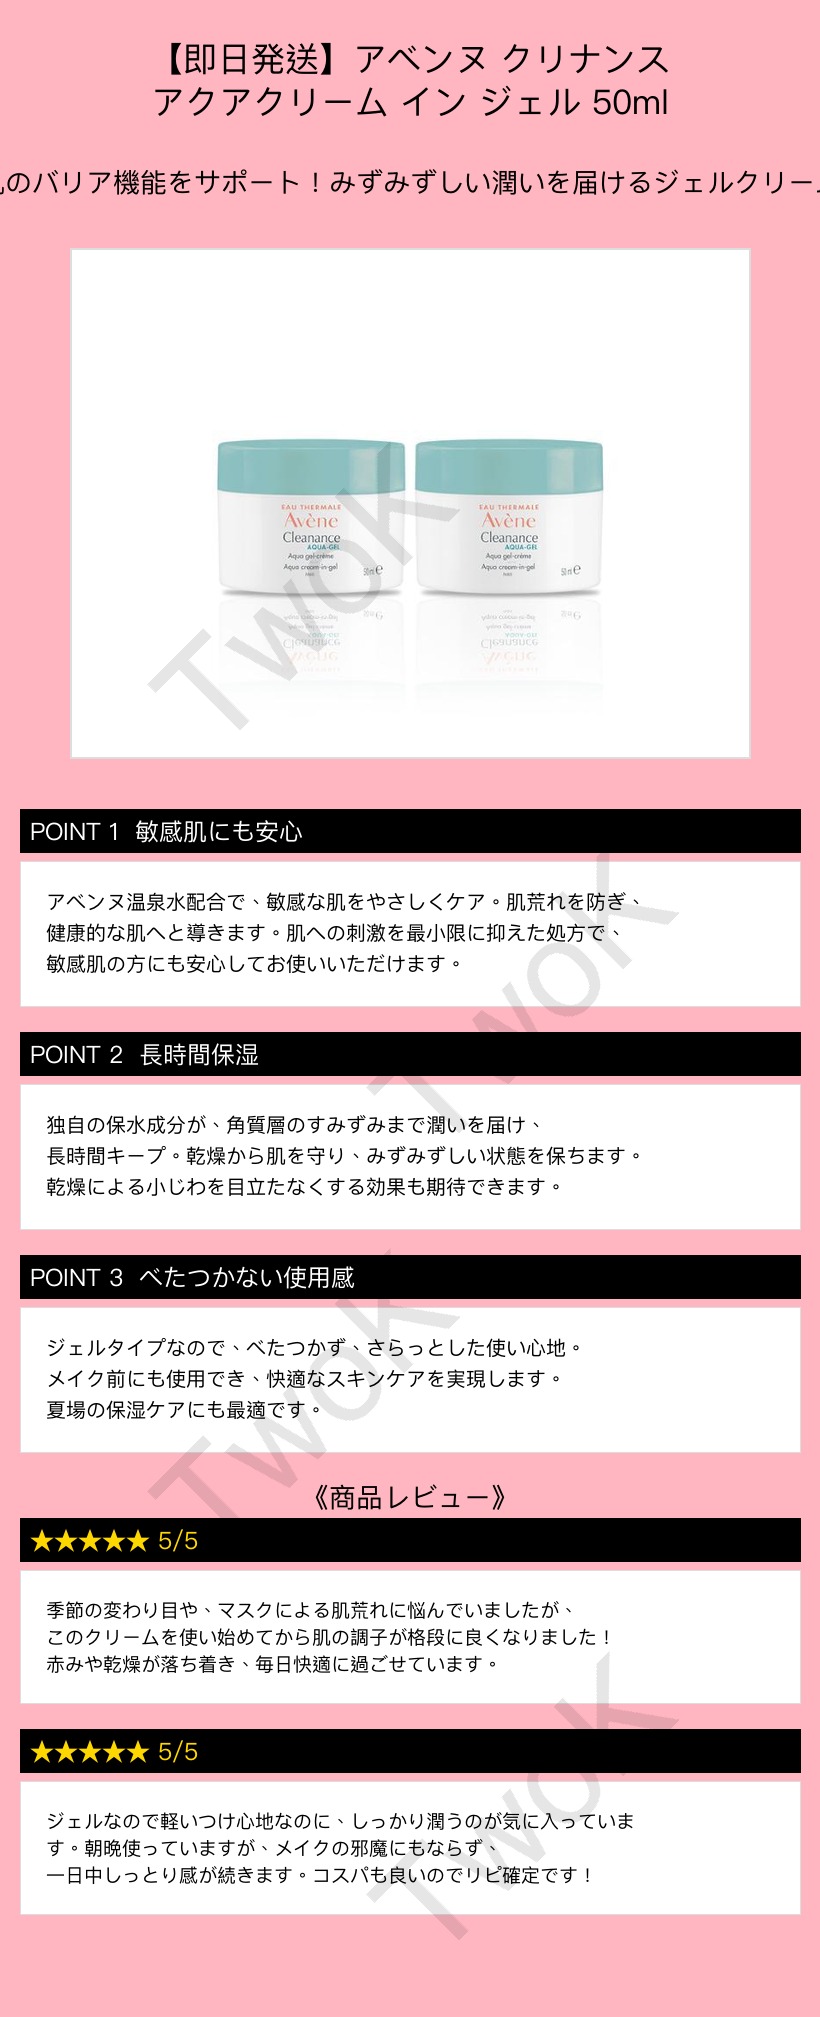 【即日発送】アベンヌ クリナンス
アクアクリーム イン ジェル 50ml
のバリア機能をサポート！みずみずしい潤いを届けるジェルクリー
EAU THERMALE
Avène
Cleanance
AQUA-GEL
Aqua gel-crème
Aqua cream-in-gel
50 ml e
EAU THERMALE
Avène
Cleanance
AQUA-GEL
Aqua gel-crème
Aqua cream-in-gel
50 ml e
TwoK
POINT 1 敏感肌にも安心
アベンヌ温泉水配合で、敏感な肌をやさしくケア。肌荒れを防ぎ、
健康的な肌へと導きます。肌への刺激を最小限に抑えた処方で、
敏感肌の方にも安心してお使いいただけます。
TwoK
POINT 2 長時間保湿
独自の保水成分が、角質層のすみずみまで潤いを届け、
長時間キープ。乾燥から肌を守り、みずみずしい状態を保ちます。
乾燥による小じわを目立たなくする効果も期待できます。
POINT 3 べたつかない使用感
ジェルタイプなので、べたつかず、さらっとした使い心地。
メイク前にも使用でき、快適なスキンケアを実現します。
夏場の保湿ケアにも最適です。
TwoK
《商品レビュー》
★★★★★ 5/5
季節の変わり目や、マスクによる肌荒れに悩んでいましたが、
このクリームを使い始めてから肌の調子が格段に良くなりました！
赤みや乾燥が落ち着き、毎日快適に過ごせています。
★★★★★ 5/5
ジェルなので軽いつけ心地なのに、しっかり潤うのが気に入っていま
す。朝晩使っていますが、メイクの邪魔にもならず、
一日中しっとり感が続きます。コスパも良いのでリピ確定です！
TwoK